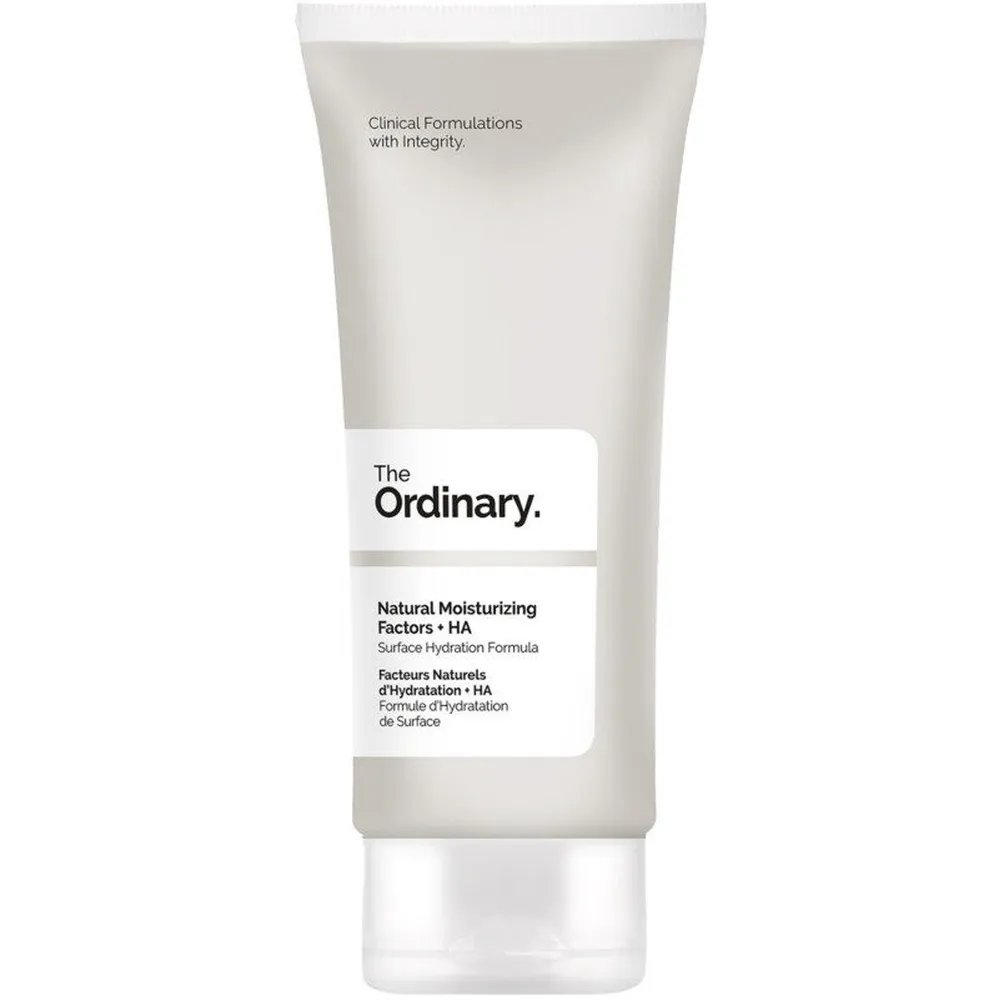 Clinical Formulations
with Integrity.
The
Ordinary.
Natural Moisturizing
Factors + HA
Surface Hydration Formula
Facteurs Naturels
d'Hydratation + HA
Formule d'Hydratation
de Surface